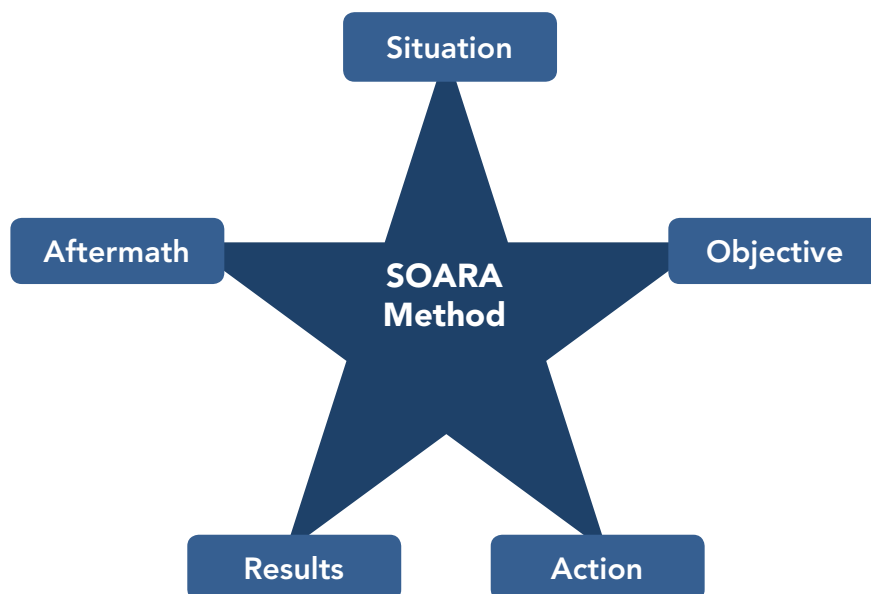 Situation
Aftermath
Objective
SOARA
Method
Results
Action